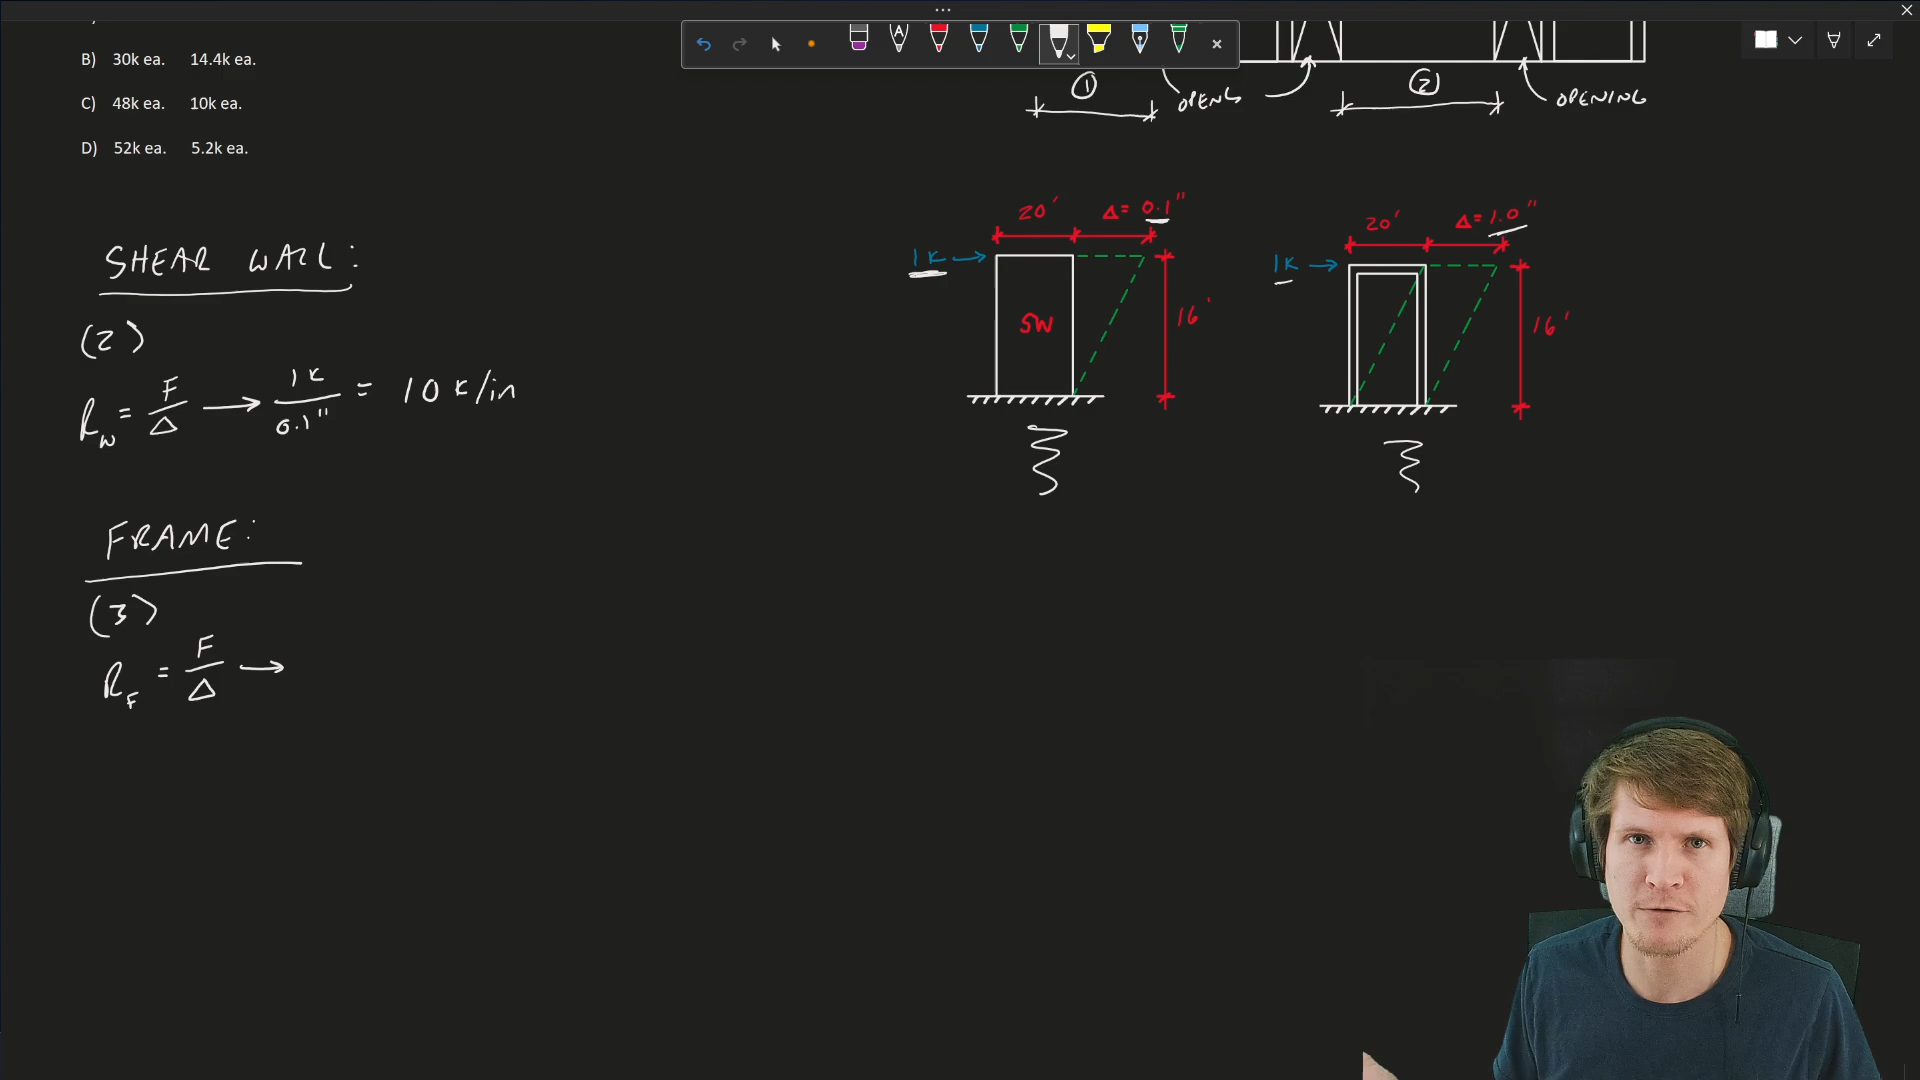 B) 30k ea. 14.4k ea.
C) 48k ea. 10k ea.
D) 52k ea. 5.2k ea.
1
OPENG
2
OPENING
SHEAR WALL:
(2)
R_W = F/Δ → 1K/0.1" = 10 K/in
FRAME:
(3)
R_F = F/Δ →
20' Δ= 0.1"
1K →
SW
16'
20' Δ= 1.0"
1K →
16'